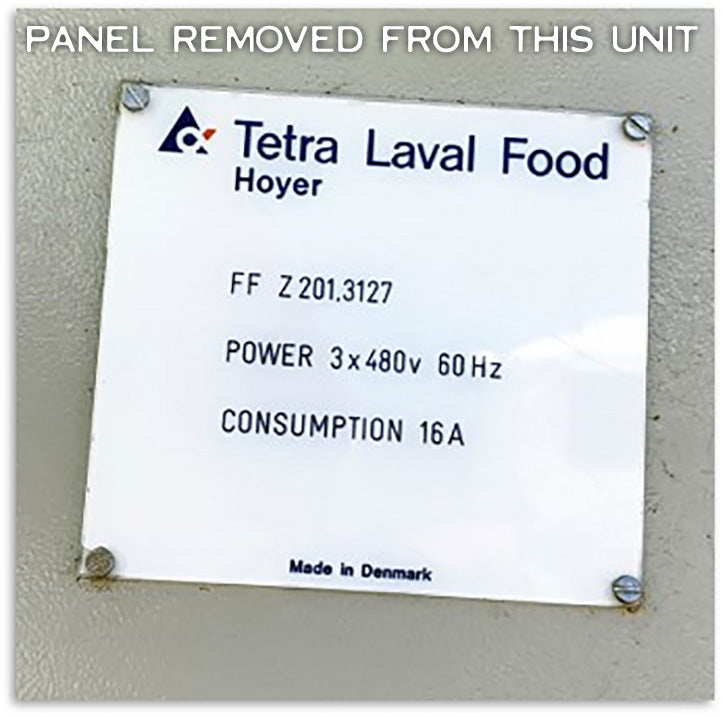 PANEL REMOVED FROM THIS UNIT
Tetra Laval Food
Hoyer
FF Z 201.3127
POWER 3x480v 60Hz
CONSUMPTION 16A
Made in Denmark